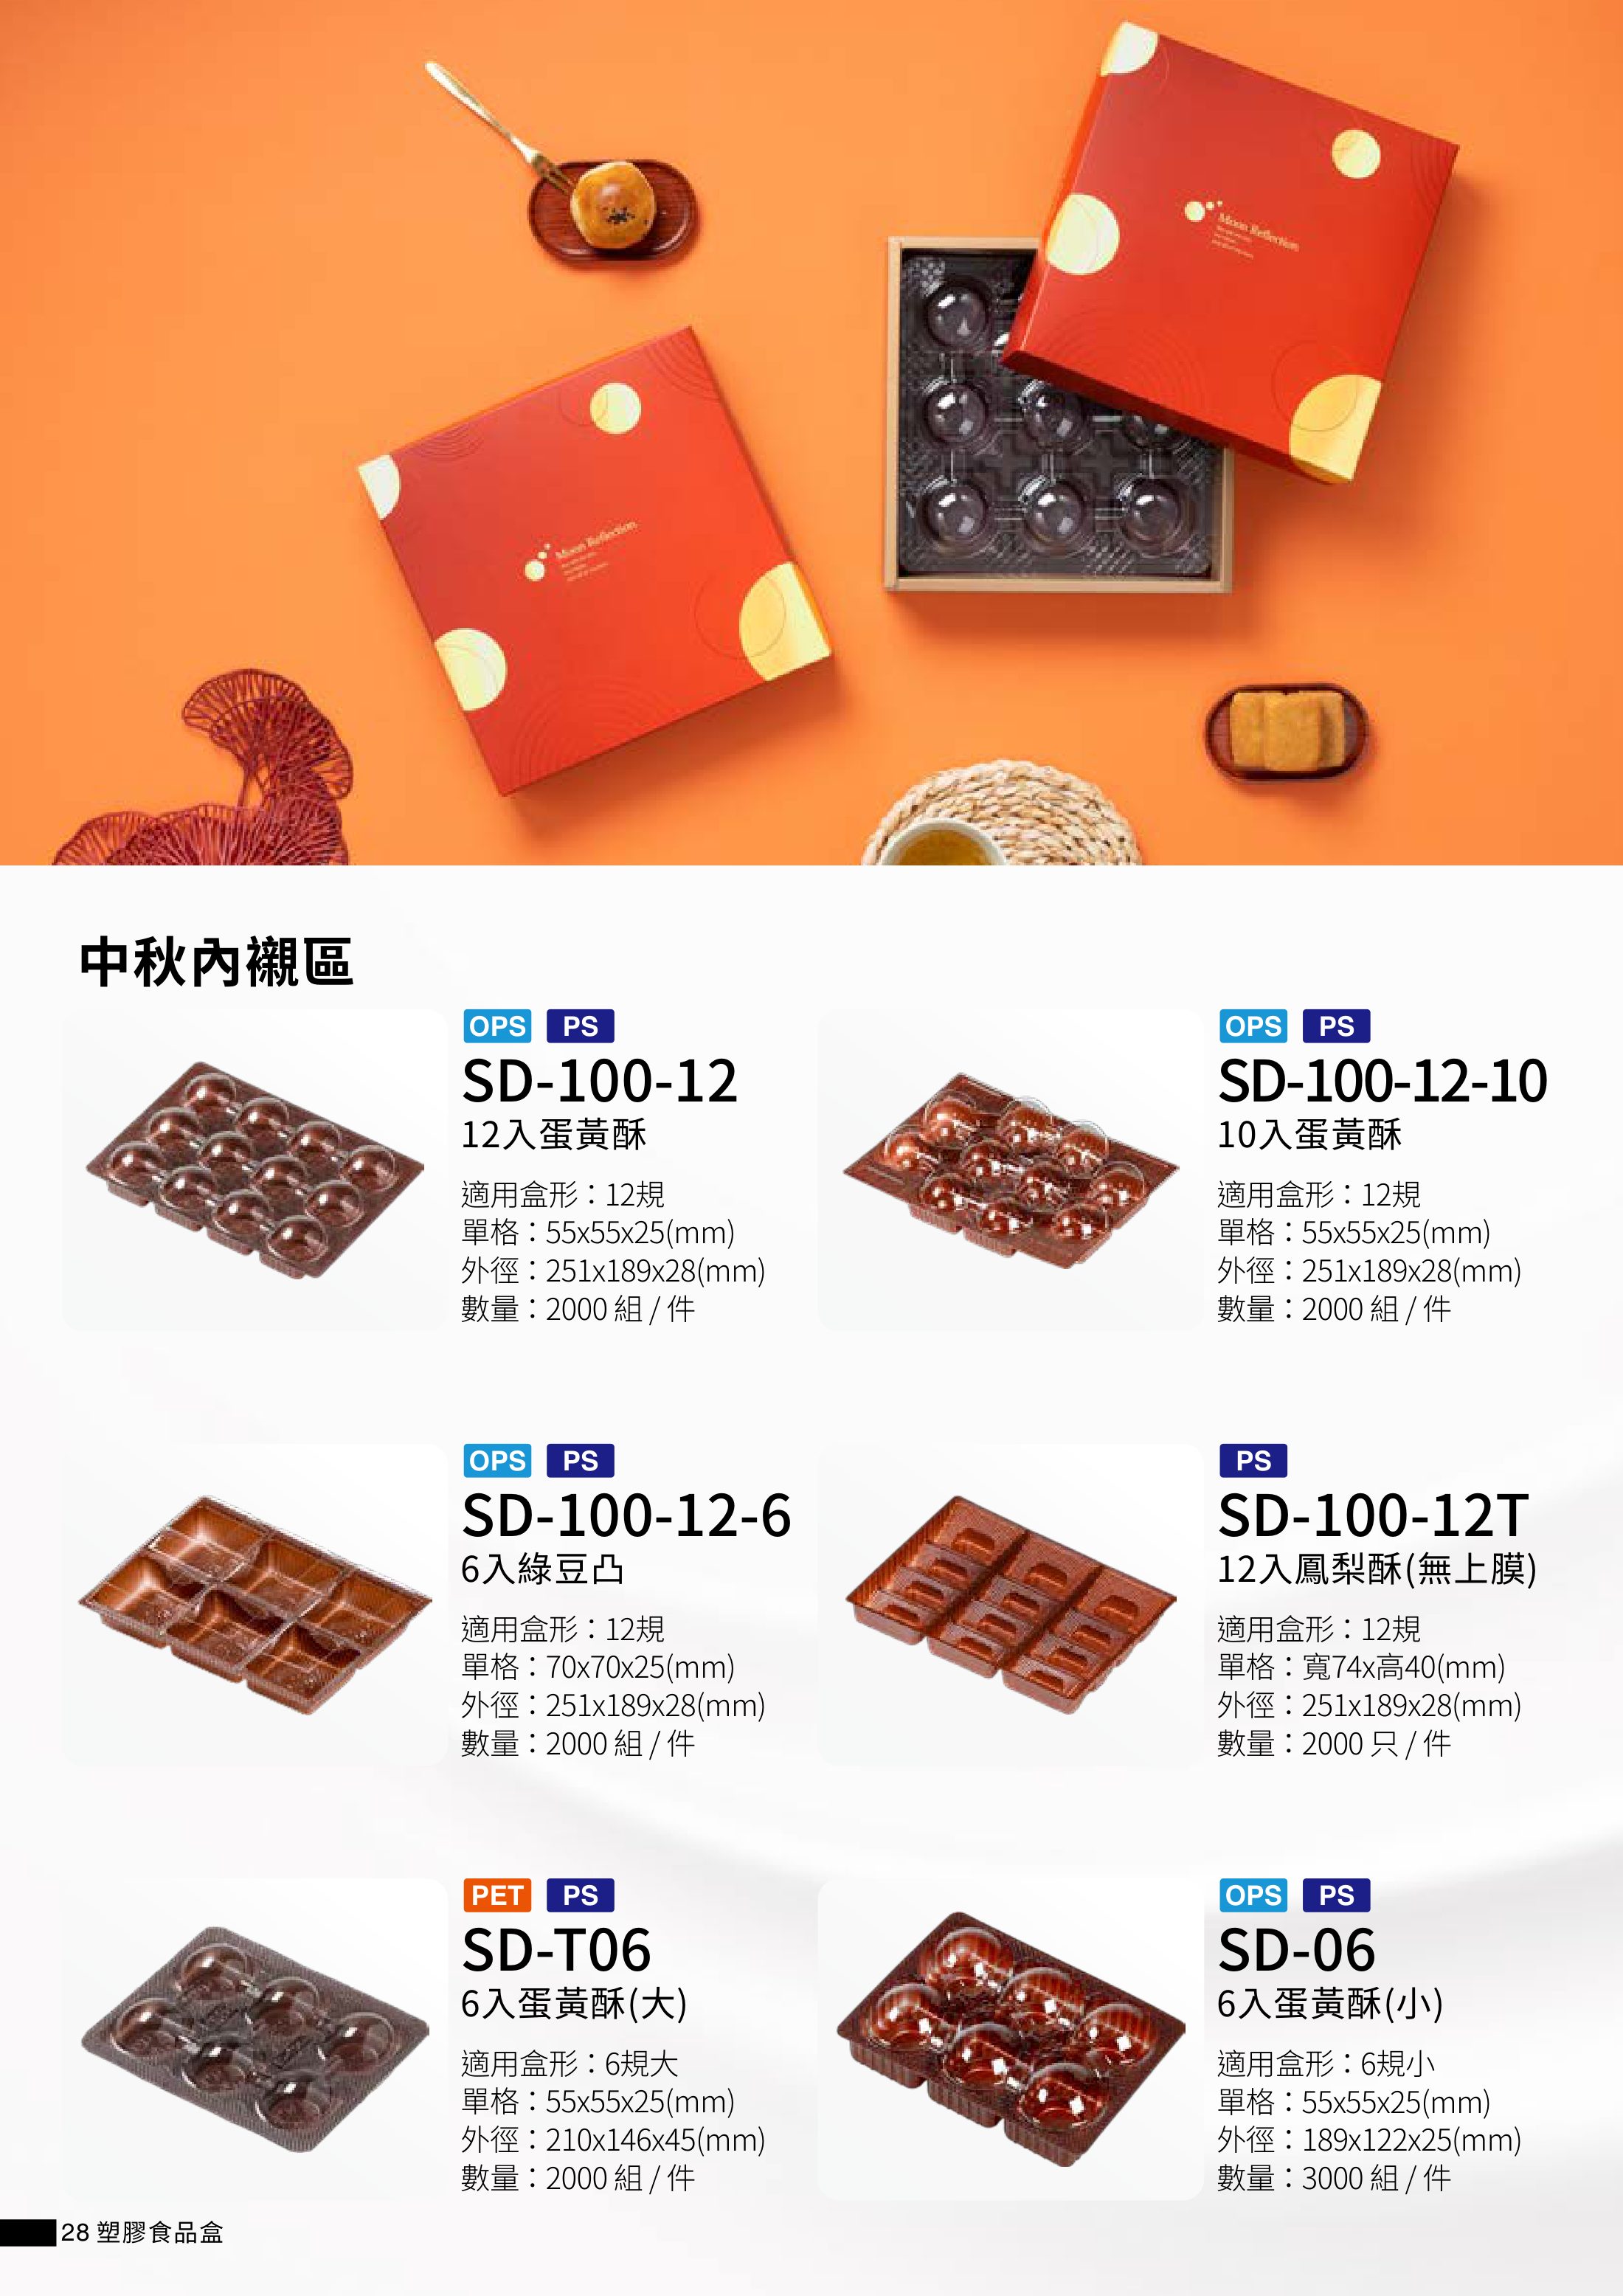 Moon Reflection
Moon Reflection
中秋內襯區
OPS PS
SD-100-12
12入蛋黃酥
適用盒形：12規
單格：55x55x25(mm)
外徑：251x189x28(mm)
數量：2000 組 / 件
OPS PS
SD-100-12-10
10入蛋黃酥
適用盒形：12規
單格：55x55x25(mm)
外徑：251x189x28(mm)
數量：2000 組 / 件
OPS PS
SD-100-12-6
6入綠豆凸
適用盒形：12規
單格：70x70x25(mm)
外徑：251x189x28(mm)
數量：2000 組 / 件
PS
SD-100-12T
12入鳳梨酥(無上膜)
適用盒形：12規
單格：寬74x高40(mm)
外徑：251x189x28(mm)
數量：2000 只 / 件
PET PS
SD-T06
6入蛋黃酥(大)
適用盒形：6規大
單格：55x55x25(mm)
外徑：210x146x45(mm)
數量：2000 組 / 件
OPS PS
SD-06
6入蛋黃酥(小)
適用盒形：6規小
單格：55x55x25(mm)
外徑：189x122x25(mm)
數量：3000 組 / 件
28 塑膠食品盒